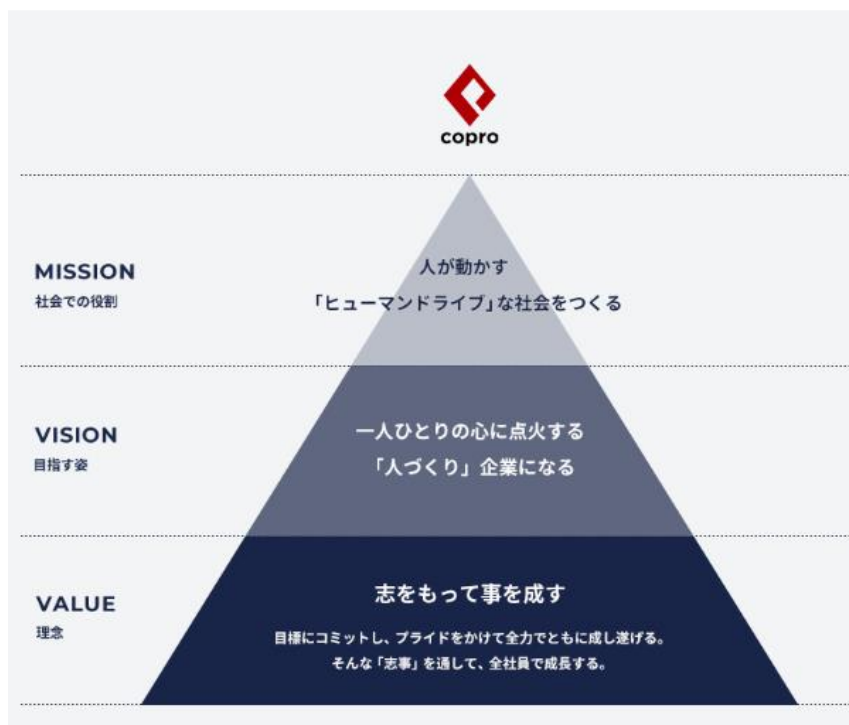 copro
MISSION
社会での役割
人が動かす
「ヒューマンドライブ」な社会をつくる
VISION
目指す姿
一人ひとりの心に点火する
「人づくり」企業になる
VALUE
理念
志をもって事を成す
目標にコミットし、プライドをかけて全力でともに成し遂げる。
そんな「志事」を通して、全社員で成長する。